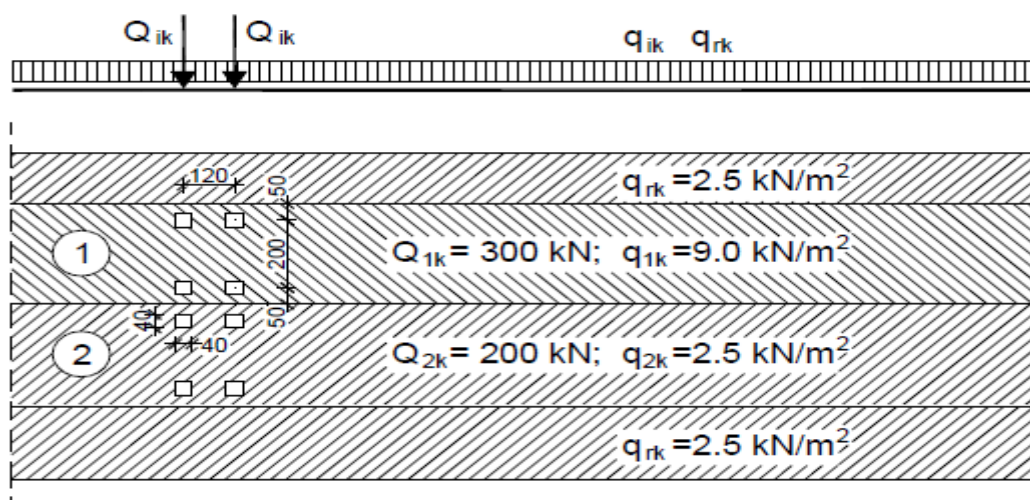 Q ik Q ik q ik q rk
120
50
q rk =2.5 kN/m²
1
200
Q 1k = 300 kN; q 1k =9.0 kN/m²
50
40
40
2
Q 2k = 200 kN; q 2k =2.5 kN/m²
q rk =2.5 kN/m²